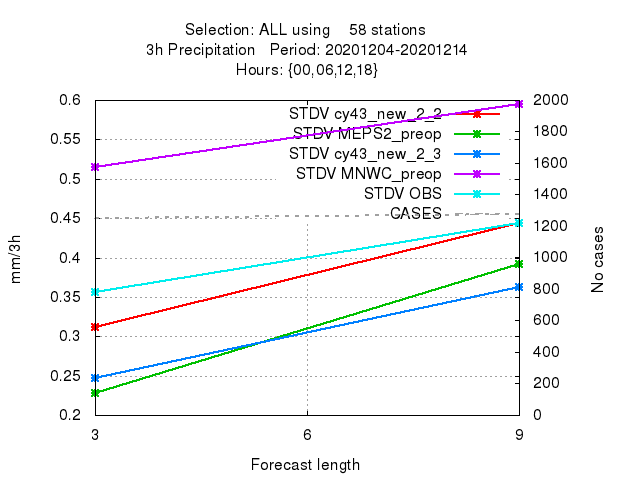 Selection: ALL using 58 stations
3h Precipitation Period: 20201204-20201214
Hours: {00,06,12,18}
0.6 2000
STDV cy43_new_2_2
1800
0.55 STDV MEPS2_preop
1600
STDV cy43_new_2_3
0.5 STDV MNWC_preop
1400
STDV OBS
0.45 CASES
1200
0.4 1000
mm/3h No cases
0.35 800
600
0.3
400
0.25
200
0.2 0
3 6 9
Forecast length